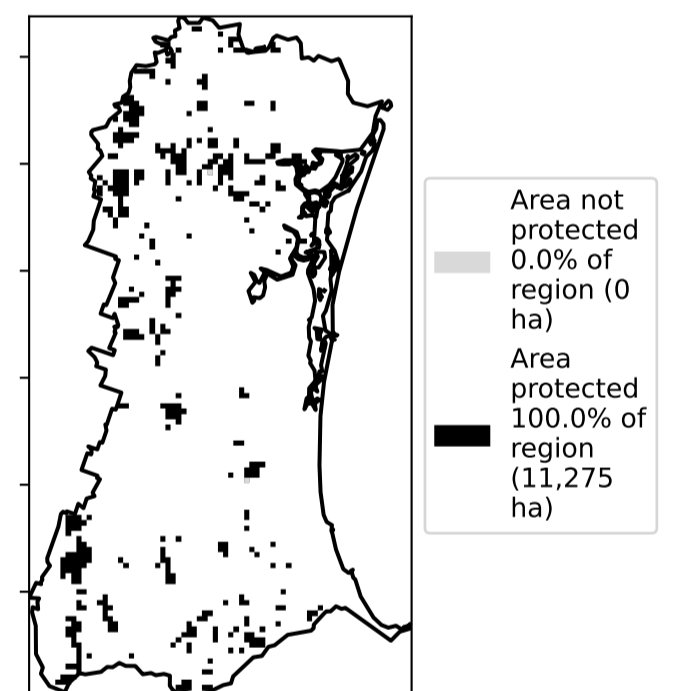 Area not
protected
0.0% of
region (0
ha)
Area
protected
100.0% of
region
(11,275
ha)